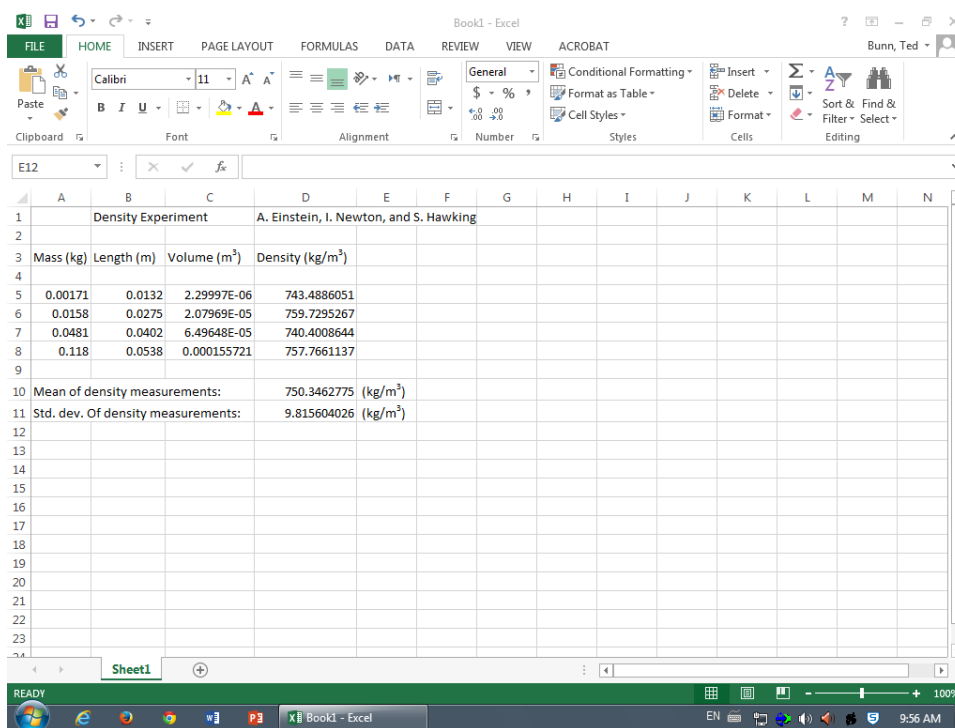 Book1 - Excel
FILE HOME INSERT PAGE LAYOUT FORMULAS DATA REVIEW VIEW ACROBAT Bunn, Ted
Paste
Calibri 11
B I U
General
$ % ,
Conditional Formatting
Format as Table
Cell Styles
Insert
Delete
Format
Sort & Filter
Find & Select
Clipboard Font Alignment Number Styles Cells Editing
E12 fx
A B C D E F G H I J K L M N
1 Density Experiment A. Einstein, I. Newton, and S. Hawking
2
3 Mass (kg) Length (m) Volume (m³) Density (kg/m³)
4
5 0.00171 0.0132 2.29997E-06 743.4886051
6 0.0158 0.0275 2.07969E-05 759.7295267
7 0.0481 0.0402 6.49648E-05 740.4008644
8 0.118 0.0538 0.000155721 757.7661137
9
10 Mean of density measurements: 750.3462775 (kg/m³)
11 Std. dev. Of density measurements: 9.815604026 (kg/m³)
12
13
14
15
16
17
18
19
20
21
22
23
24
Sheet1
READY 100%
Book1 - Excel EN 9:56 AM